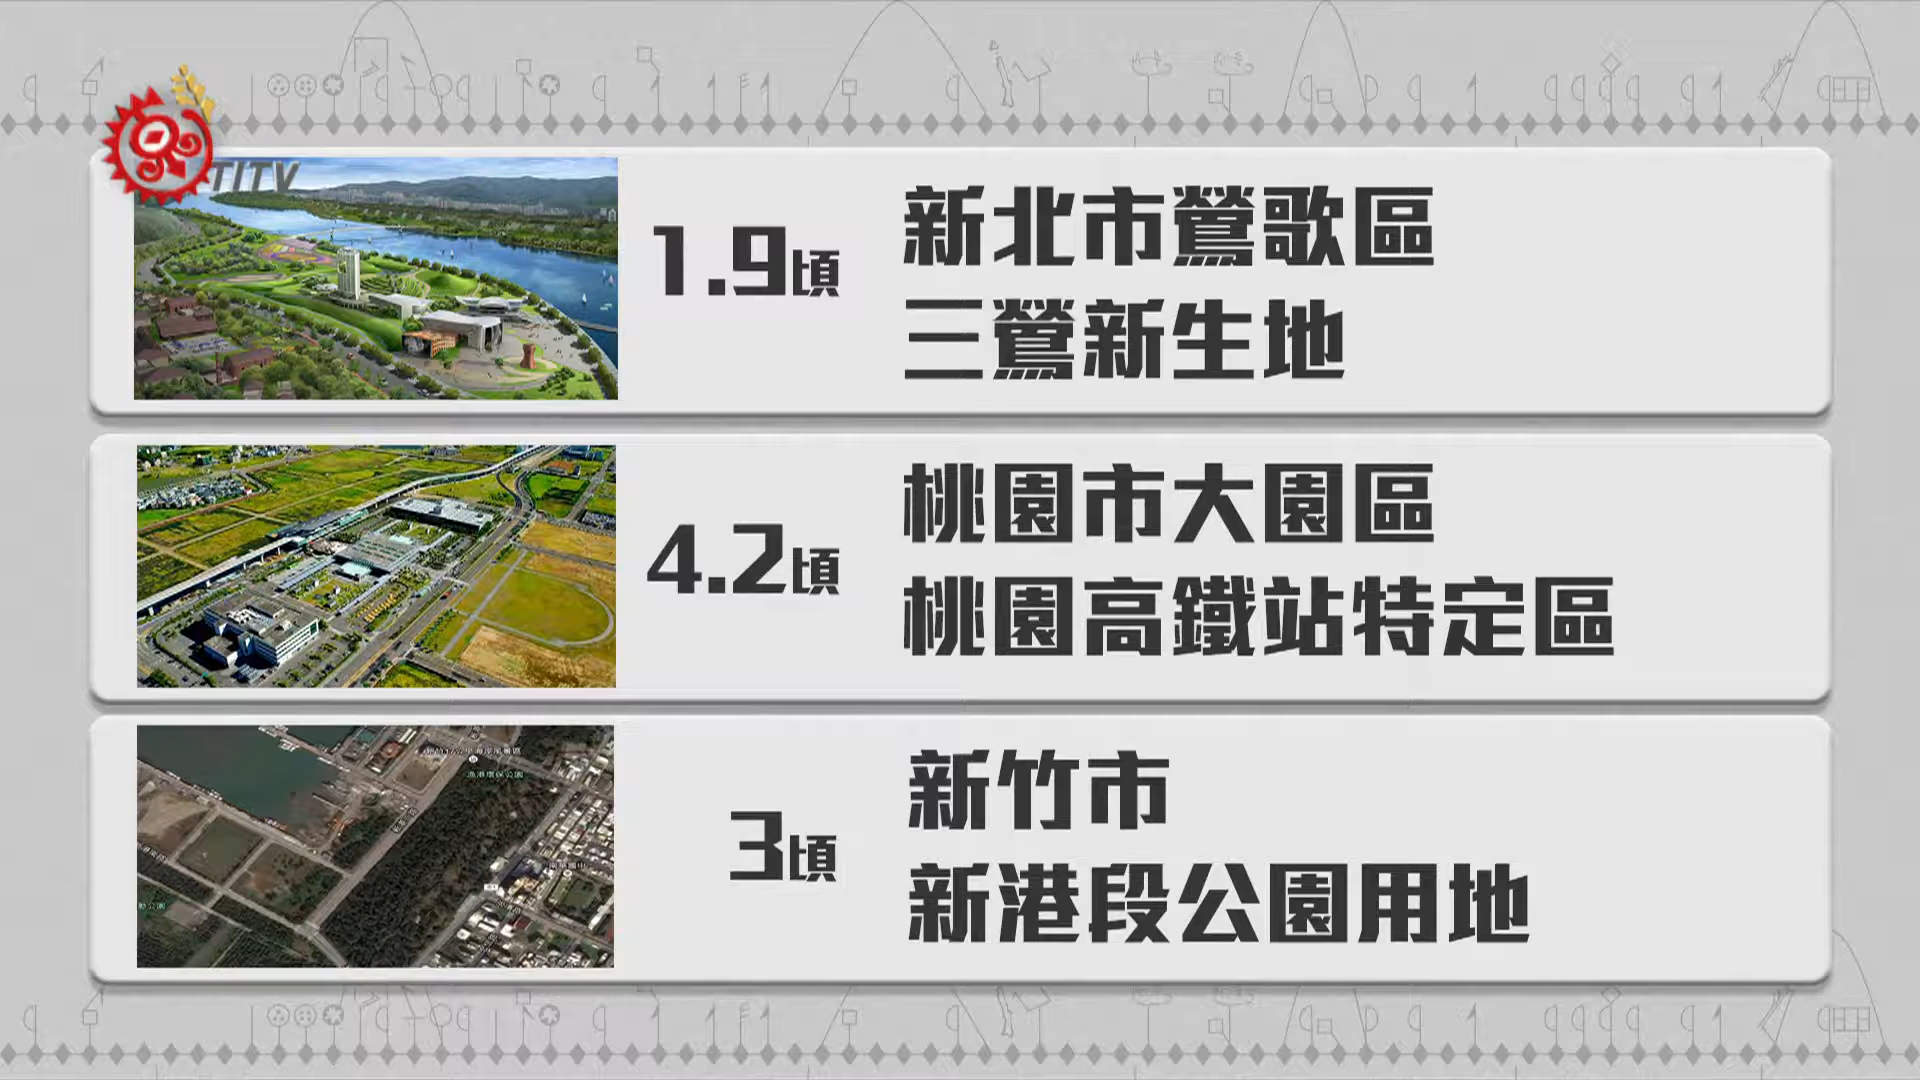 TITV
1.9頃
新北市鶯歌區
三鶯新生地
4.2頃
桃園市大園區
桃園高鐵站特定區
3頃
新竹市
新港段公園用地